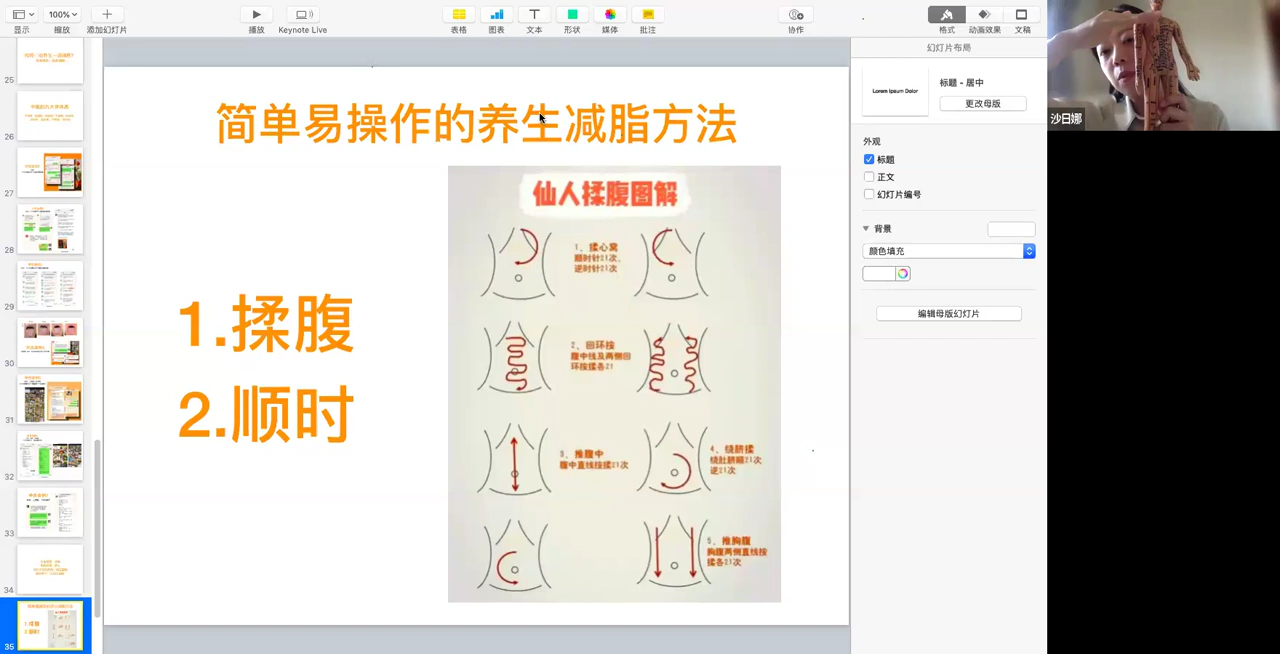 100%
显示
缩放
添加幻灯片
播放
Keynote Live
表格
图表
文本
形状
媒体
批注
协作
格式
动画效果
文稿
25
26
27
28
29
30
31
32
33
34
35
简单易操作的养生减脂方法
1.揉腹
2.顺时
仙人揉腹图解
1、揉心窝
顺时针21次、
逆时针21次
2、回环按
腹中线及两侧回
环按揉各21
3、推腹中
腹中直线按揉21次
4、绕脐揉
绕肚脐顺21次
逆21次
5、推胸腹
胸腹两侧直线按
揉各21次
幻灯片布局
Lorem Ipsum Dolor
标题 - 居中
更改母版
外观
标题
正文
幻灯片编号
背景
颜色填充
编辑母版幻灯片
沙日娜